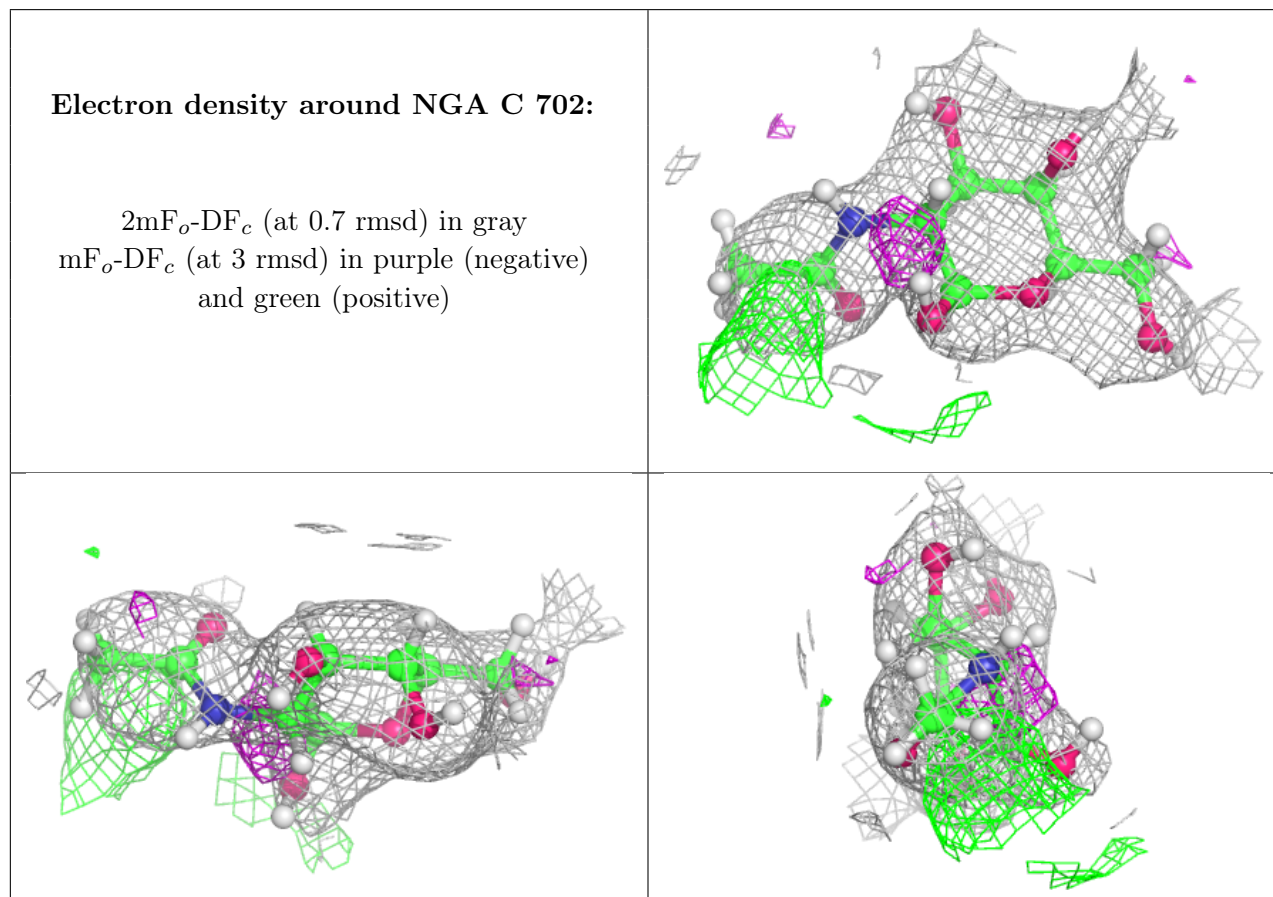 Electron density around NGA C 702:
2mFo-DFc (at 0.7 rmsd) in gray
mFo-DFc (at 3 rmsd) in purple (negative)
and green (positive)